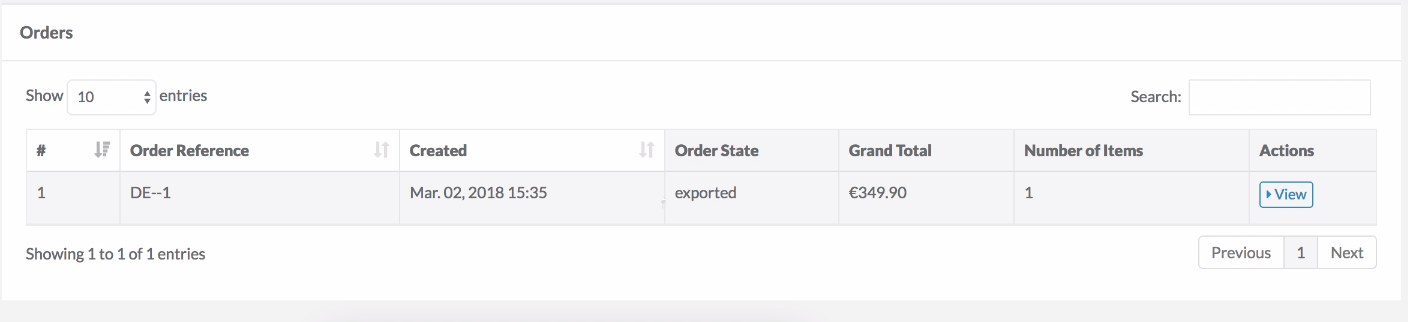 Orders
Show 10 entries Search:
# Order Reference Created Order State Grand Total Number of Items Actions
1 DE--1 Mar. 02, 2018 15:35 exported €349.90 1 View
Showing 1 to 1 of 1 entries Previous 1 Next